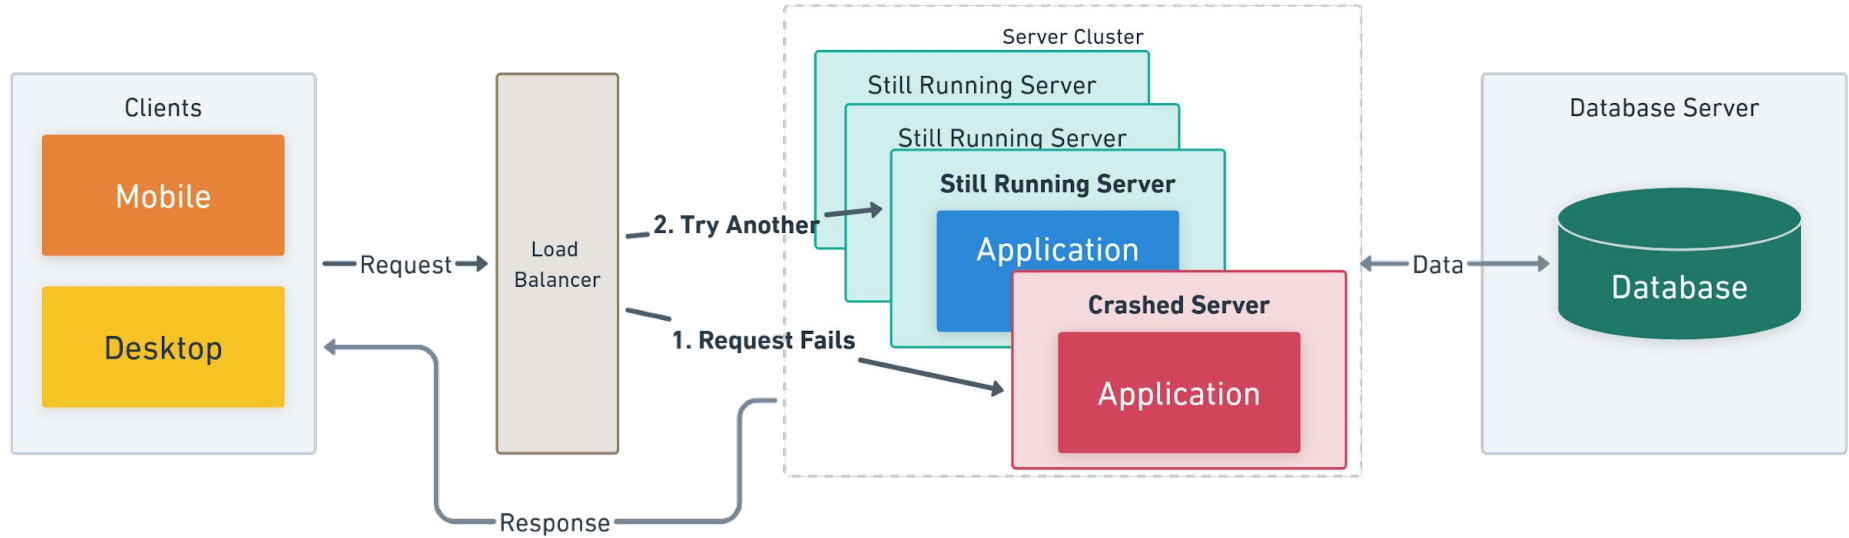 Clients
Mobile
Desktop
Request
Load
Balancer
2. Try Another
1. Request Fails
Response
Server Cluster
Still Running Server
Still Running Server
Still Running Server
Application
Crashed Server
Application
Data
Database Server
Database